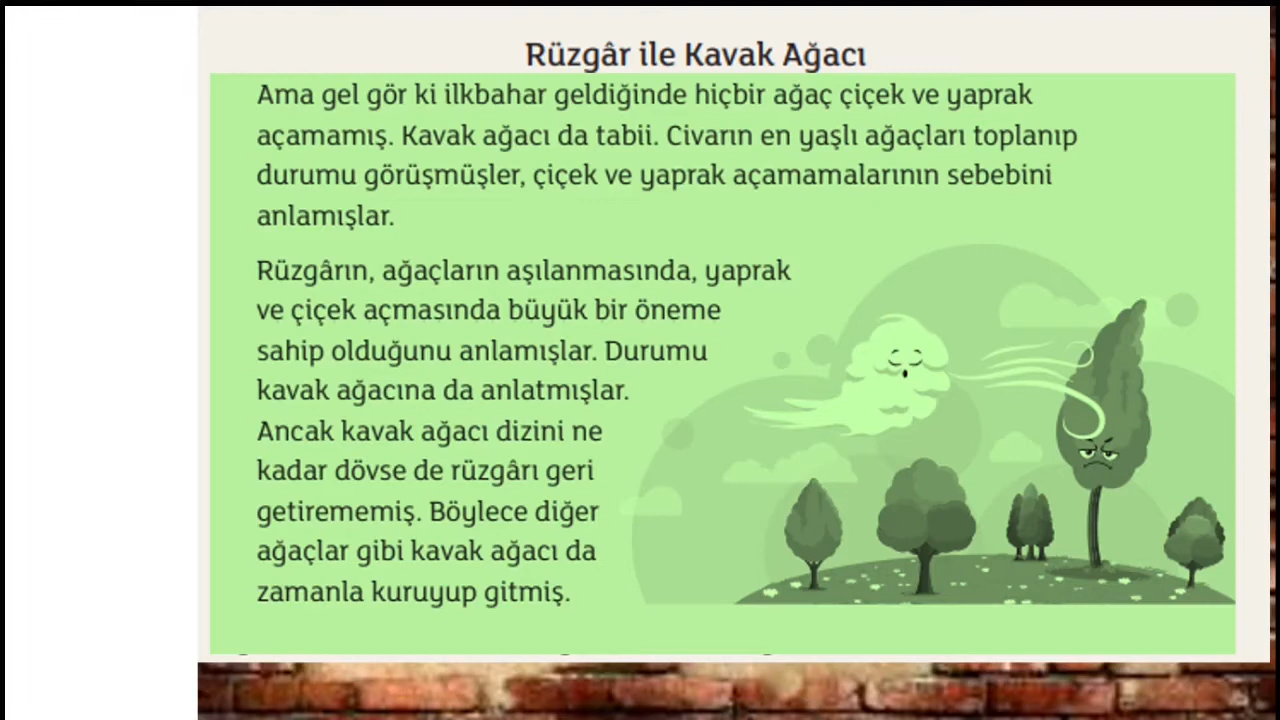 Rüzgâr ile Kavak Ağacı
Ama gel gör ki ilkbahar geldiğinde hiçbir ağaç çiçek ve yaprak
açamamış. Kavak ağacı da tabii. Civarın en yaşlı ağaçları toplanıp
durumu görüşmüşler, çiçek ve yaprak açamamalarının sebebini
anlamışlar.
Rüzgârın, ağaçların aşılanmasında, yaprak
ve çiçek açmasında büyük bir öneme
sahip olduğunu anlamışlar. Durumu
kavak ağacına da anlatmışlar.
Ancak kavak ağacı dizini ne
kadar dövse de rüzgârı geri
getirememiş. Böylece diğer
ağaçlar gibi kavak ağacı da
zamanla kuruyup gitmiş.